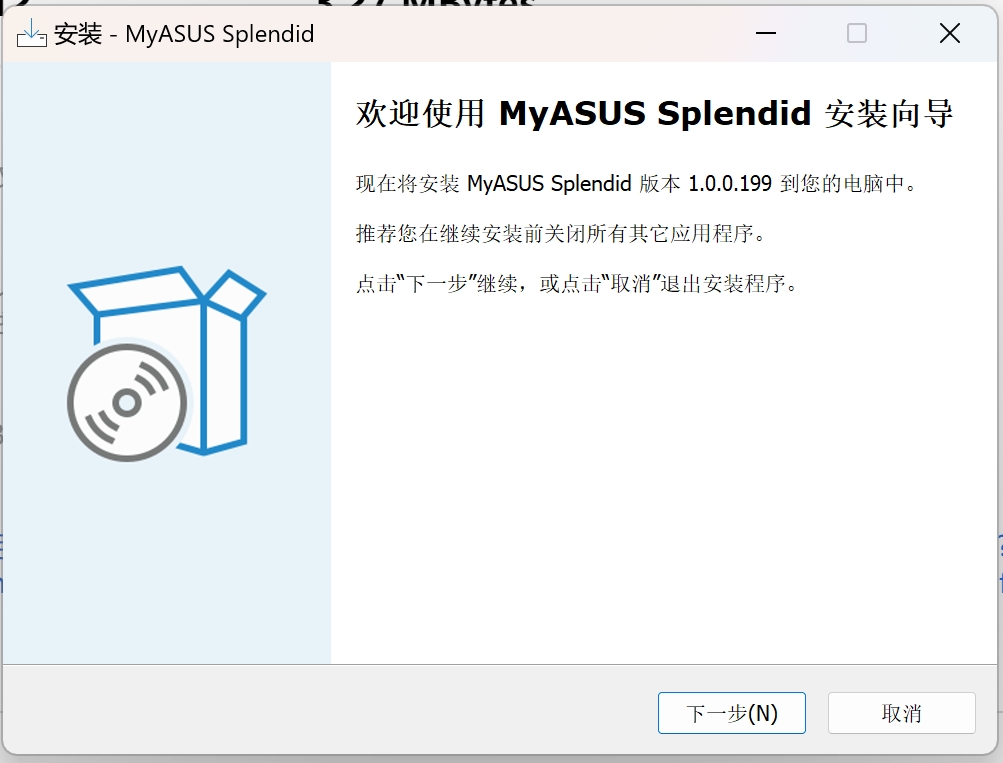 安装 - MyASUS Splendid
欢迎使用 MyASUS Splendid 安装向导
现在将安装 MyASUS Splendid 版本 1.0.0.199 到您的电脑中。
推荐您在继续安装前关闭所有其它应用程序。
点击“下一步”继续，或点击“取消”退出安装程序。
下一步(N)
取消